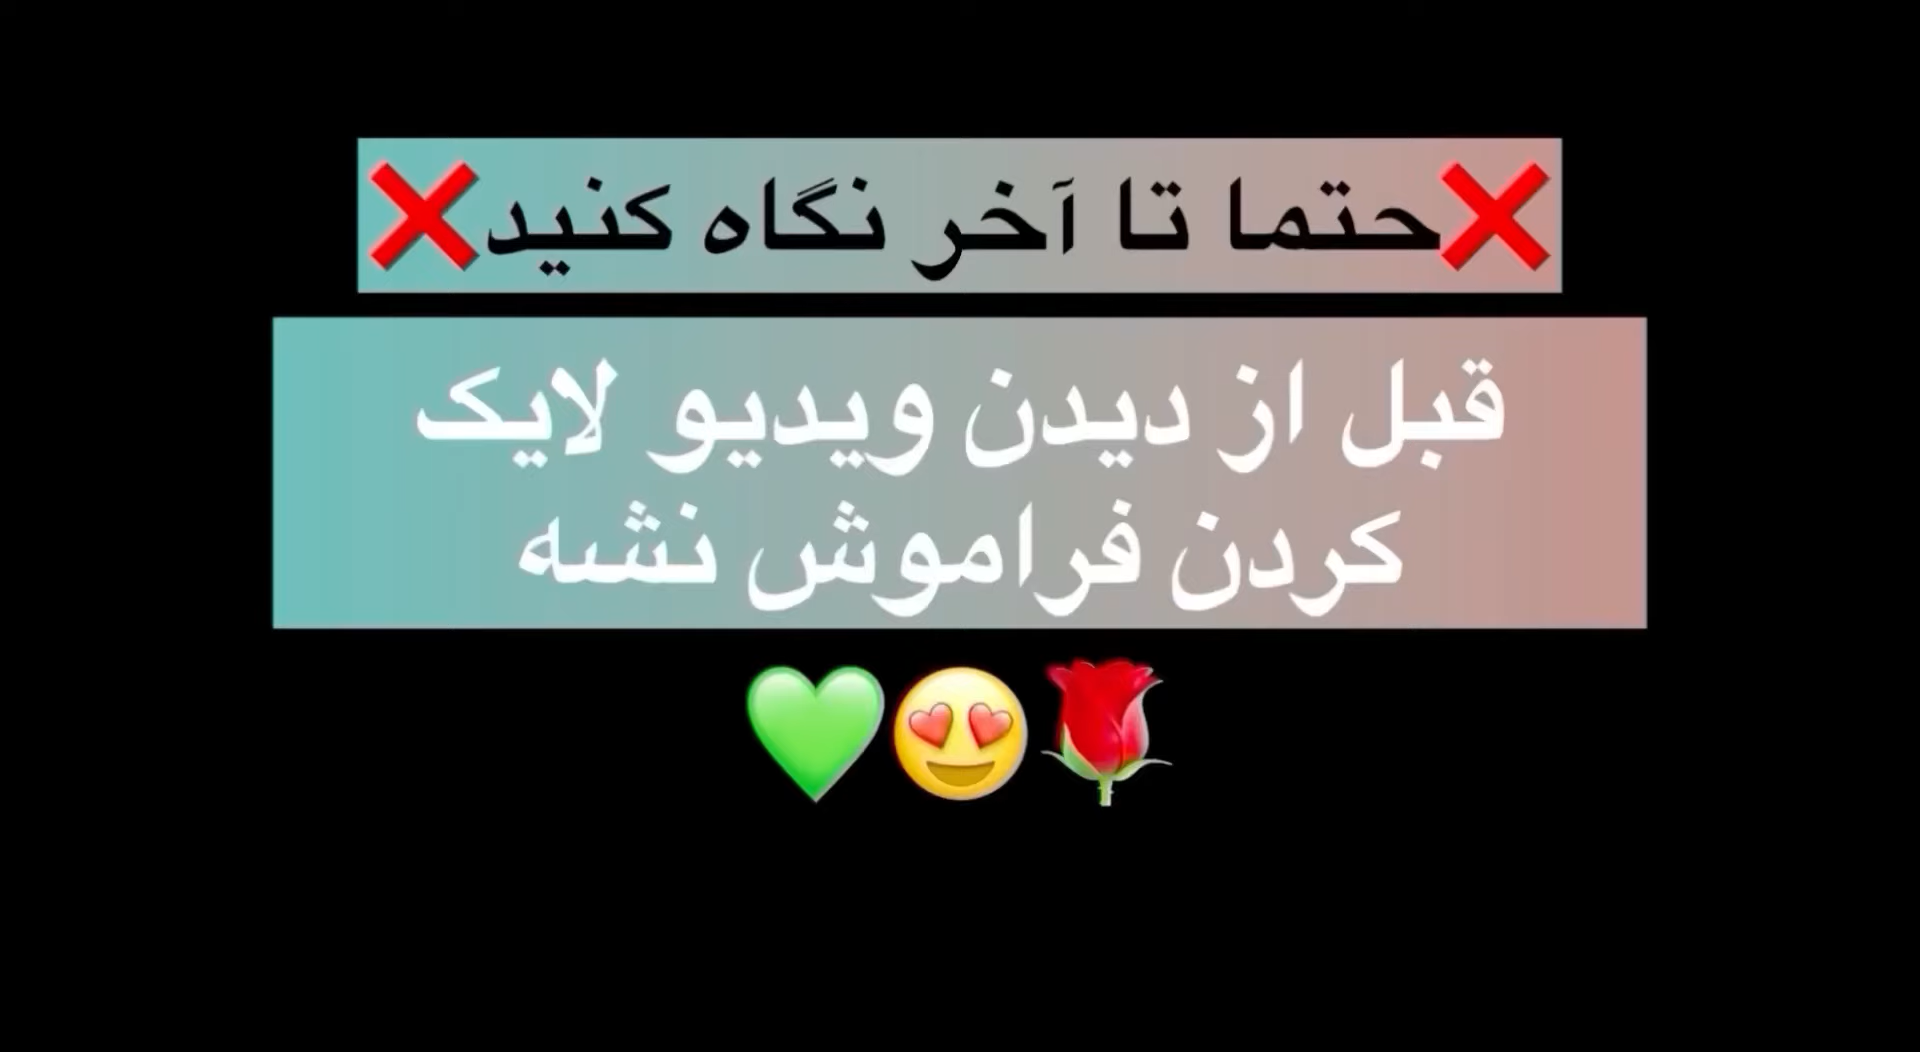 ❌حتما تا آخر نگاه کنید❌
قبل از دیدن ویدیو لایک
کردن فراموش نشه
🌹😍💚